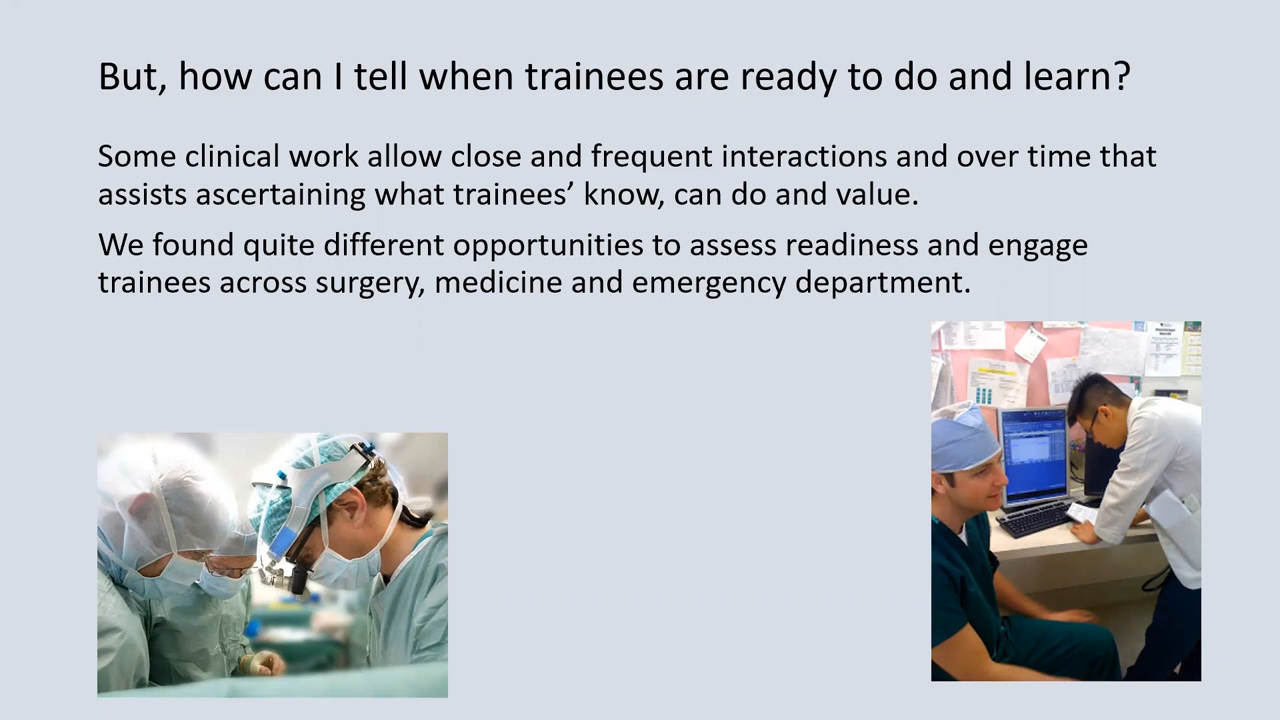 But, how can I tell when trainees are ready to do and learn?
Some clinical work allow close and frequent interactions and over time that
assists ascertaining what trainees’ know, can do and value.
We found quite different opportunities to assess readiness and engage
trainees across surgery, medicine and emergency department.